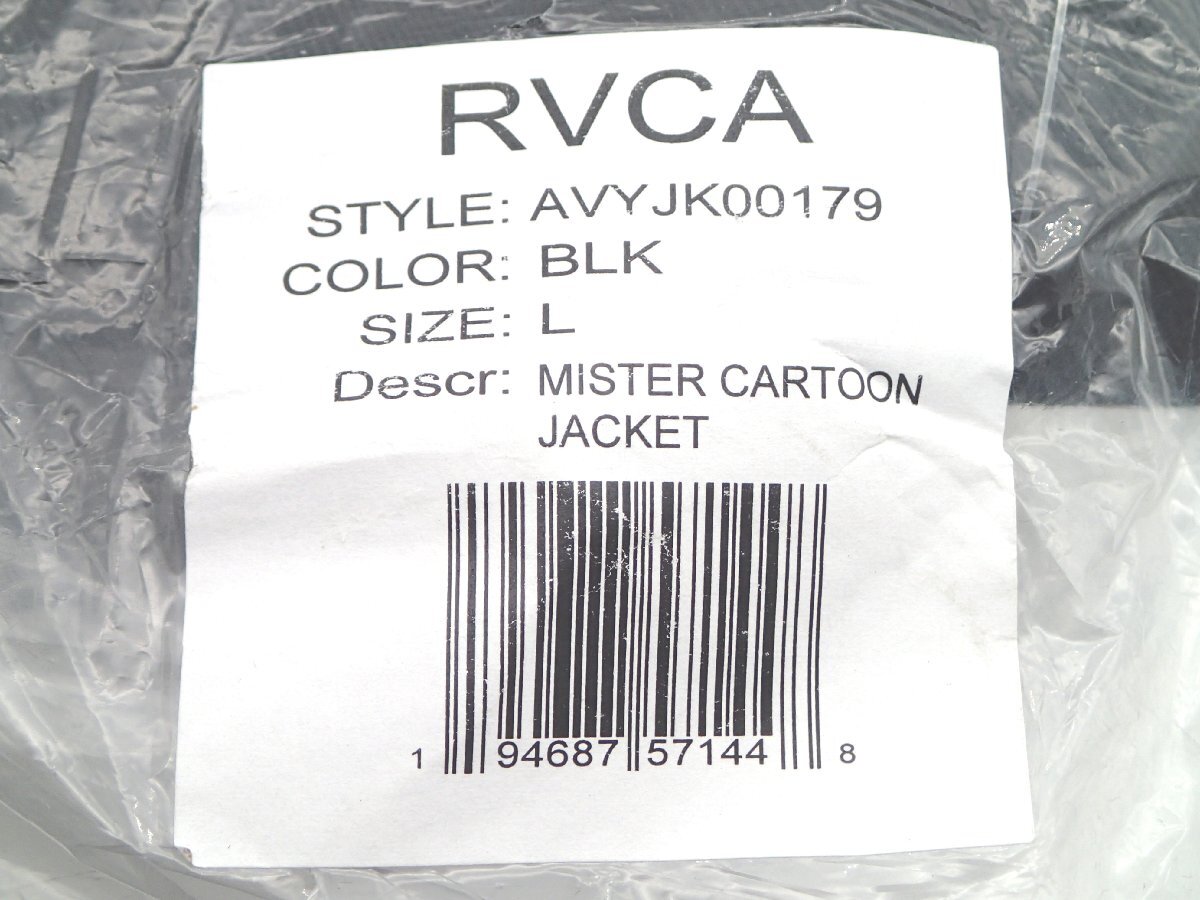 RVCA
STYLE: AVYJK00179
COLOR: BLK
SIZE: L
Descr: MISTER CARTOON
JACKET
1 94687 57144 8